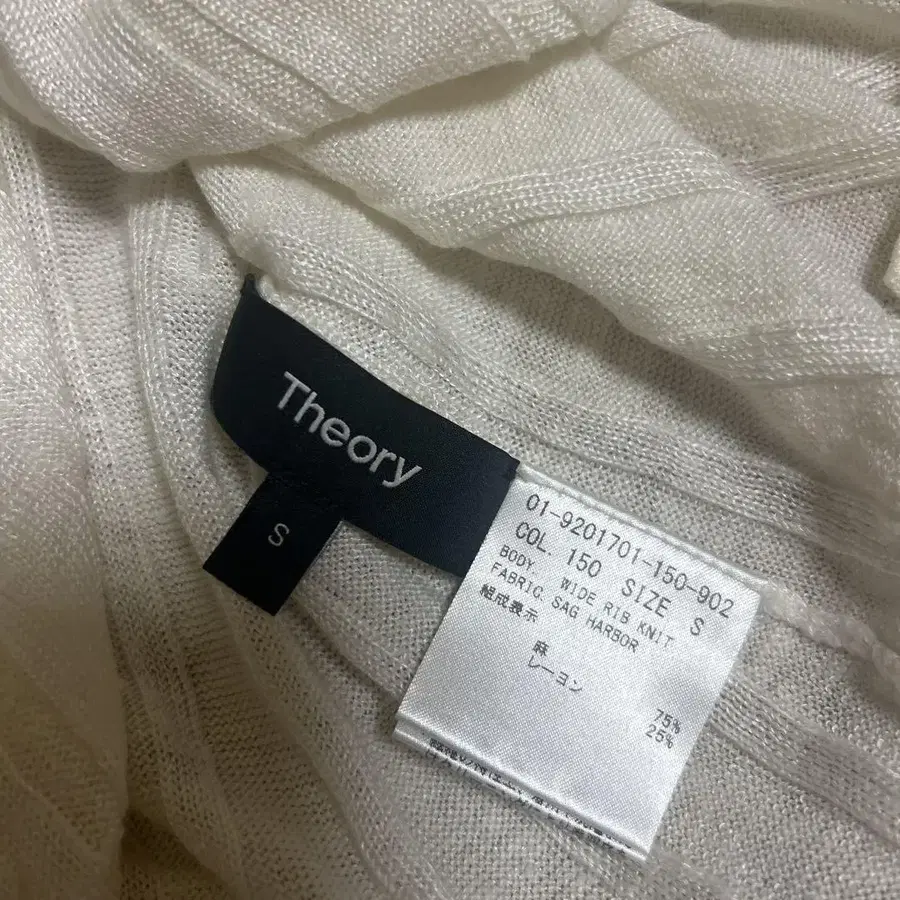 Theory
S
01-9201701-150-902
COL. 150 SIZE S
BODY. WIDE RIB KNIT
FABRIC. SAG HARBOR
組成表示
麻 75%
レーヨン 25%